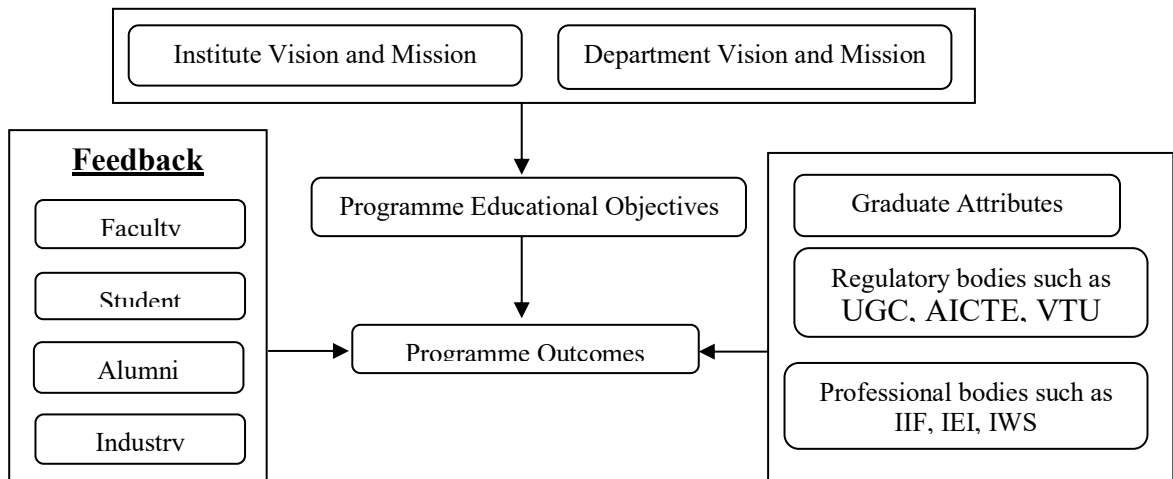 Institute Vision and Mission
Department Vision and Mission
Feedback
Faculty
Student
Alumni
Industry
Programme Educational Objectives
Programme Outcomes
Graduate Attributes
Regulatory bodies such as
UGC, AICTE, VTU
Professional bodies such as
IIF, IEI, IWS